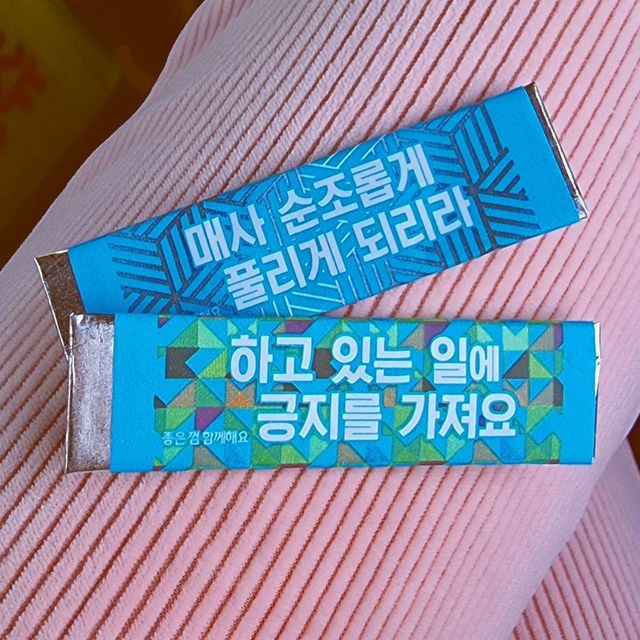 매사 순조롭게
풀리게 되리라
하고 있는 일에
긍지를 가져요
좋은껌 함께해요